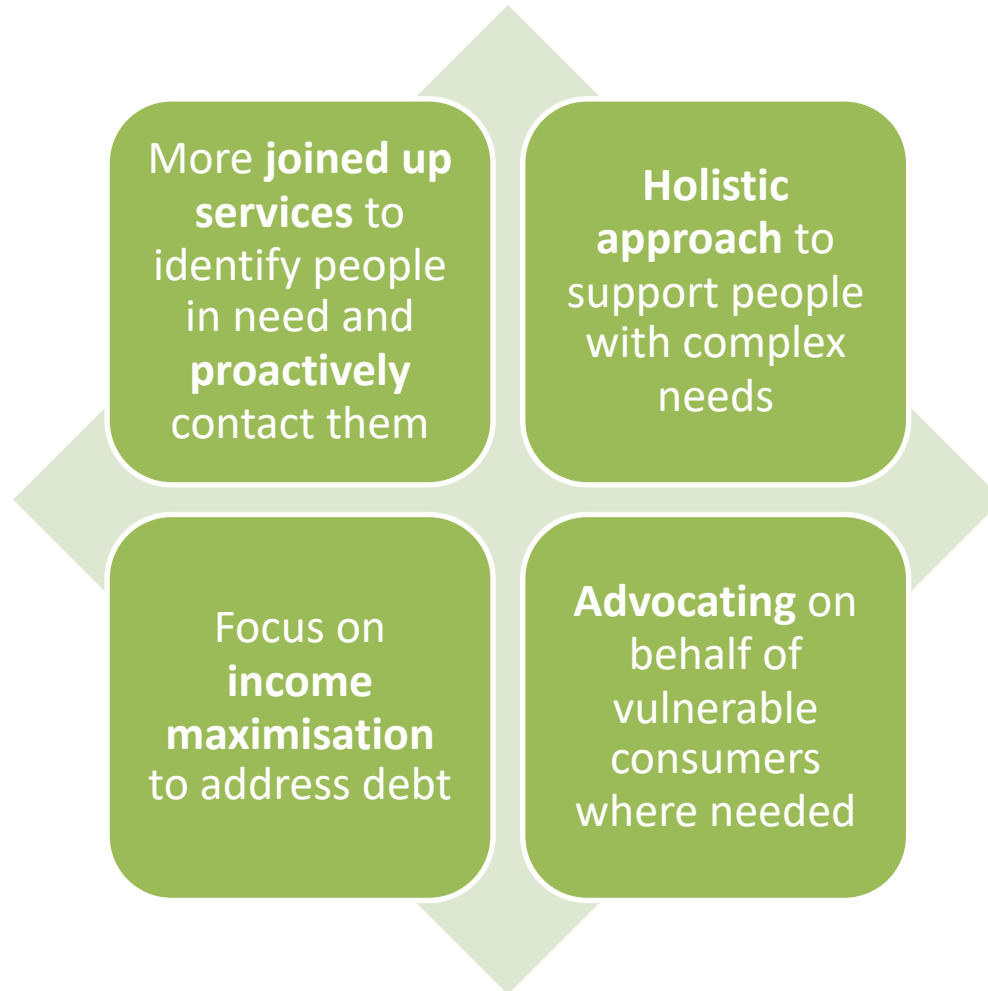 More joined up
services to
identify people
in need and
proactively
contact them
Holistic
approach to
support people
with complex
needs
Focus on
income
maximisation
to address debt
Advocating on
behalf of
vulnerable
consumers
where needed